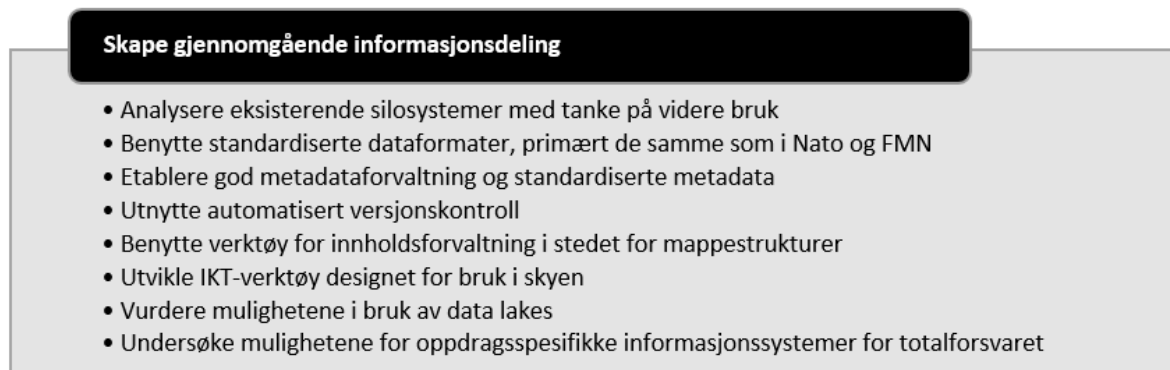 Skape gjennomgående informasjonsdeling
• Analysere eksisterende silosystemer med tanke på videre bruk
• Benytte standardiserte dataformater, primært de samme som i Nato og FMN
• Etablere god metadataforvaltning og standardiserte metadata
• Utnytte automatisert versjonskontroll
• Benytte verktøy for innholdsforvaltning i stedet for mappestrukturer
• Utvikle IKT-verktøy designet for bruk i skyen
• Vurdere mulighetene i bruk av data lakes
• Undersøke mulighetene for oppdragsspesifikke informasjonssystemer for totalforsvaret